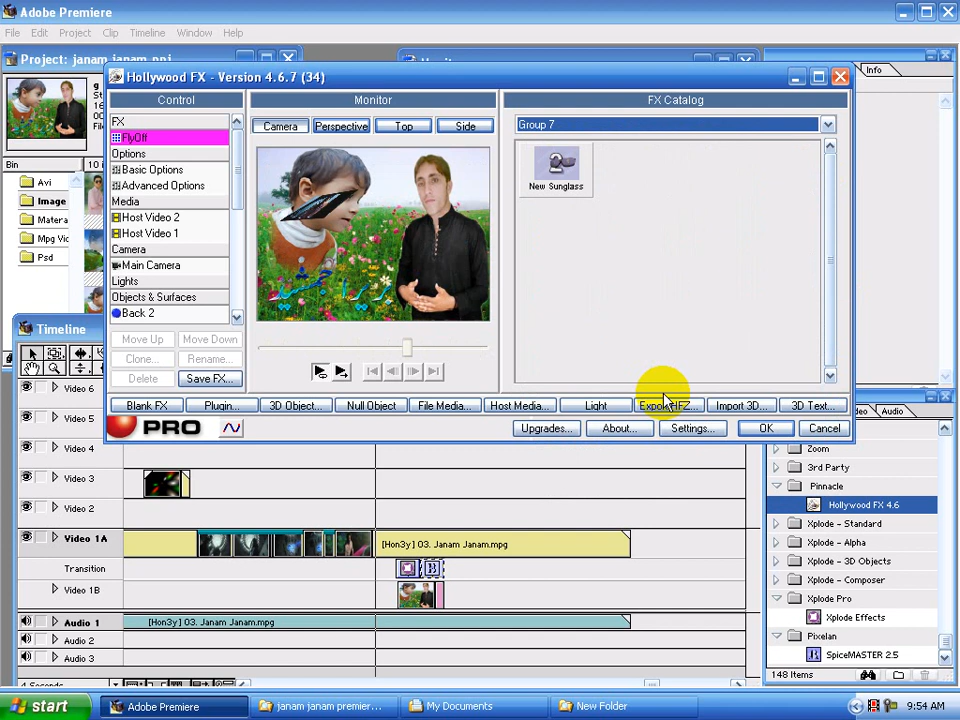 Adobe Premiere
File Edit Project Clip Timeline Window Help
Project: janam janam.ppj
Info
Hollywood FX - Version 4.6.7 (34)
Control
Monitor
FX Catalog
FX
FlyOff
Options
Basic Options
Advanced Options
Media
Host Video 2
Host Video 1
Camera
Main Camera
Lights
Objects & Surfaces
Back 2
Camera Perspective Top Side
Group 7
New Sunglass
Move Up Move Down
Clone... Rename...
Delete Save FX...
Blank FX Plugin... 3D Object... Null Object File Media... Host Media... Light Export HFZ... Import 3D... 3D Text...
PRO
Upgrades... About... Settings... OK Cancel
Bin
Avi
Image
Matera
Mpg Vic
Psd
Timeline
Video 6
Video 5
Video 4
Video 3
Video 2
Video 1A
[Hon3y] 03. Janam Janam.mpg
Transition
Video 1B
Audio 1
[Hon3y] 03. Janam Janam.mpg
Audio 2
Audio 3
4 Seconds
Audio
Zoom
3rd Party
Pinnacle
Hollywood FX 4.6
Xplode - Standard
Xplode - Alpha
Xplode - 3D Objects
Xplode - Composer
Xplode Pro
Xplode Effects
Pixelan
SpiceMASTER 2.5
148 Items
start
Adobe Premiere
janam janam premier...
My Documents
New Folder
9:54 AM